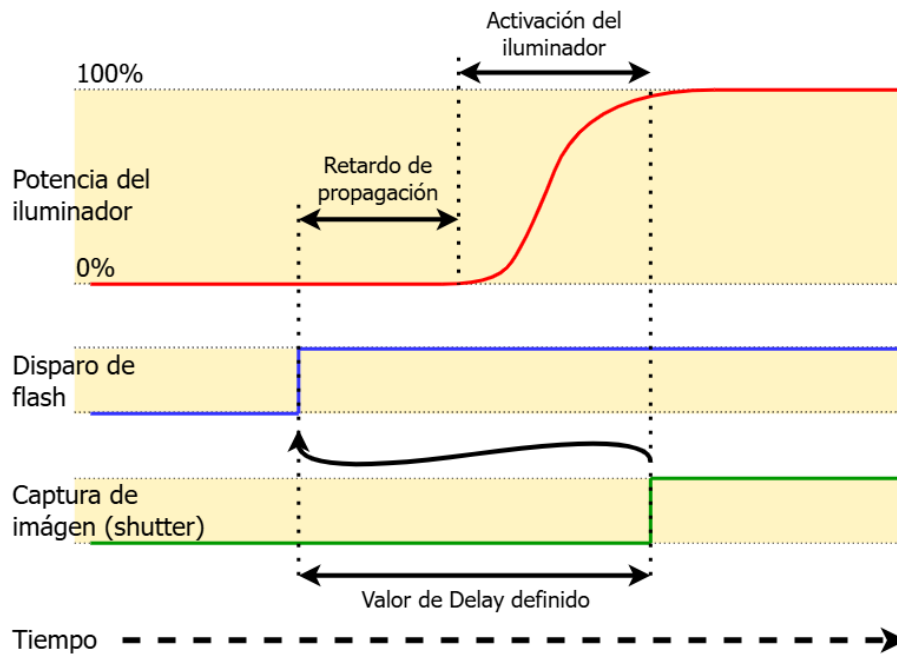 Activación del
iluminador
100%
Retardo de
propagación
Potencia del
iluminador
0%
Disparo de
flash
Captura de
imágen (shutter)
Valor de Delay definido
Tiempo